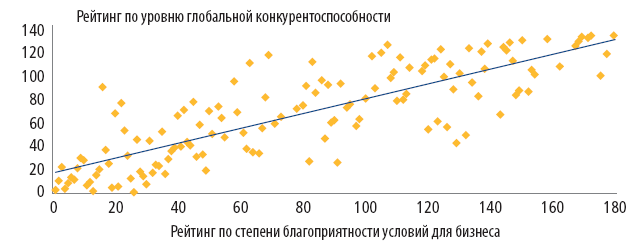 Рейтинг по уровню глобальной конкурентоспособности
140
120
100
80
60
40
20
0
0 20 40 60 80 100 120 140 160 180
Рейтинг по степени благоприятности условий для бизнеса